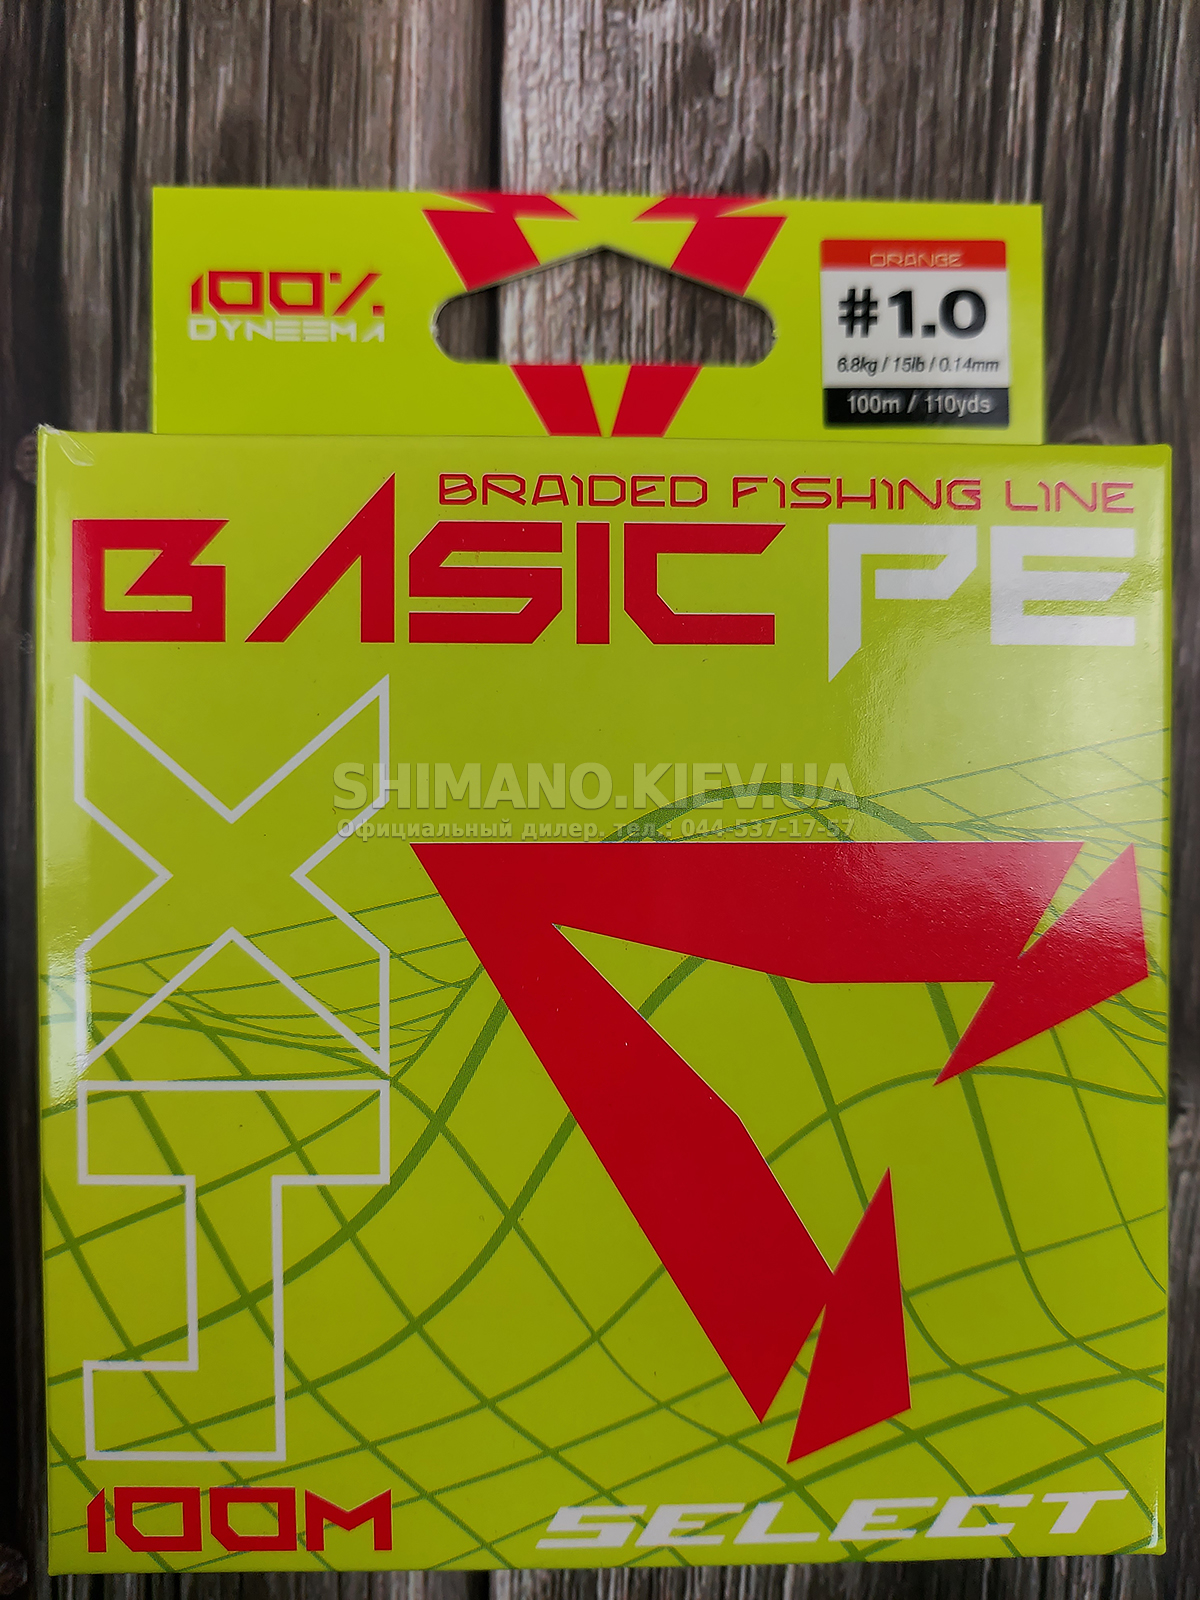 100%
DYNEEMA
ORANGE
#1.0
6.8kg / 15lb / 0.14mm
100m / 110yds
BRAIDED FISHING LINE
BASIC PE
SHIMANO.KIEV.UA
Официальный дилер. тел.: 044-537-17-57
100M
SELECT